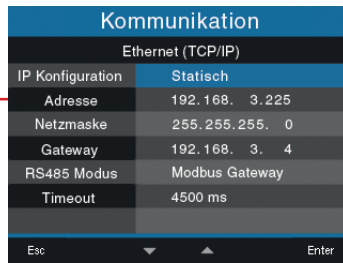 Kommunikation
Ethernet (TCP/IP)
IP Konfiguration Statisch
Adresse 192.168. 3.225
Netzmaske 255.255.255. 0
Gateway 192.168. 3. 4
RS485 Modus Modbus Gateway
Timeout 4500 ms
Esc Enter